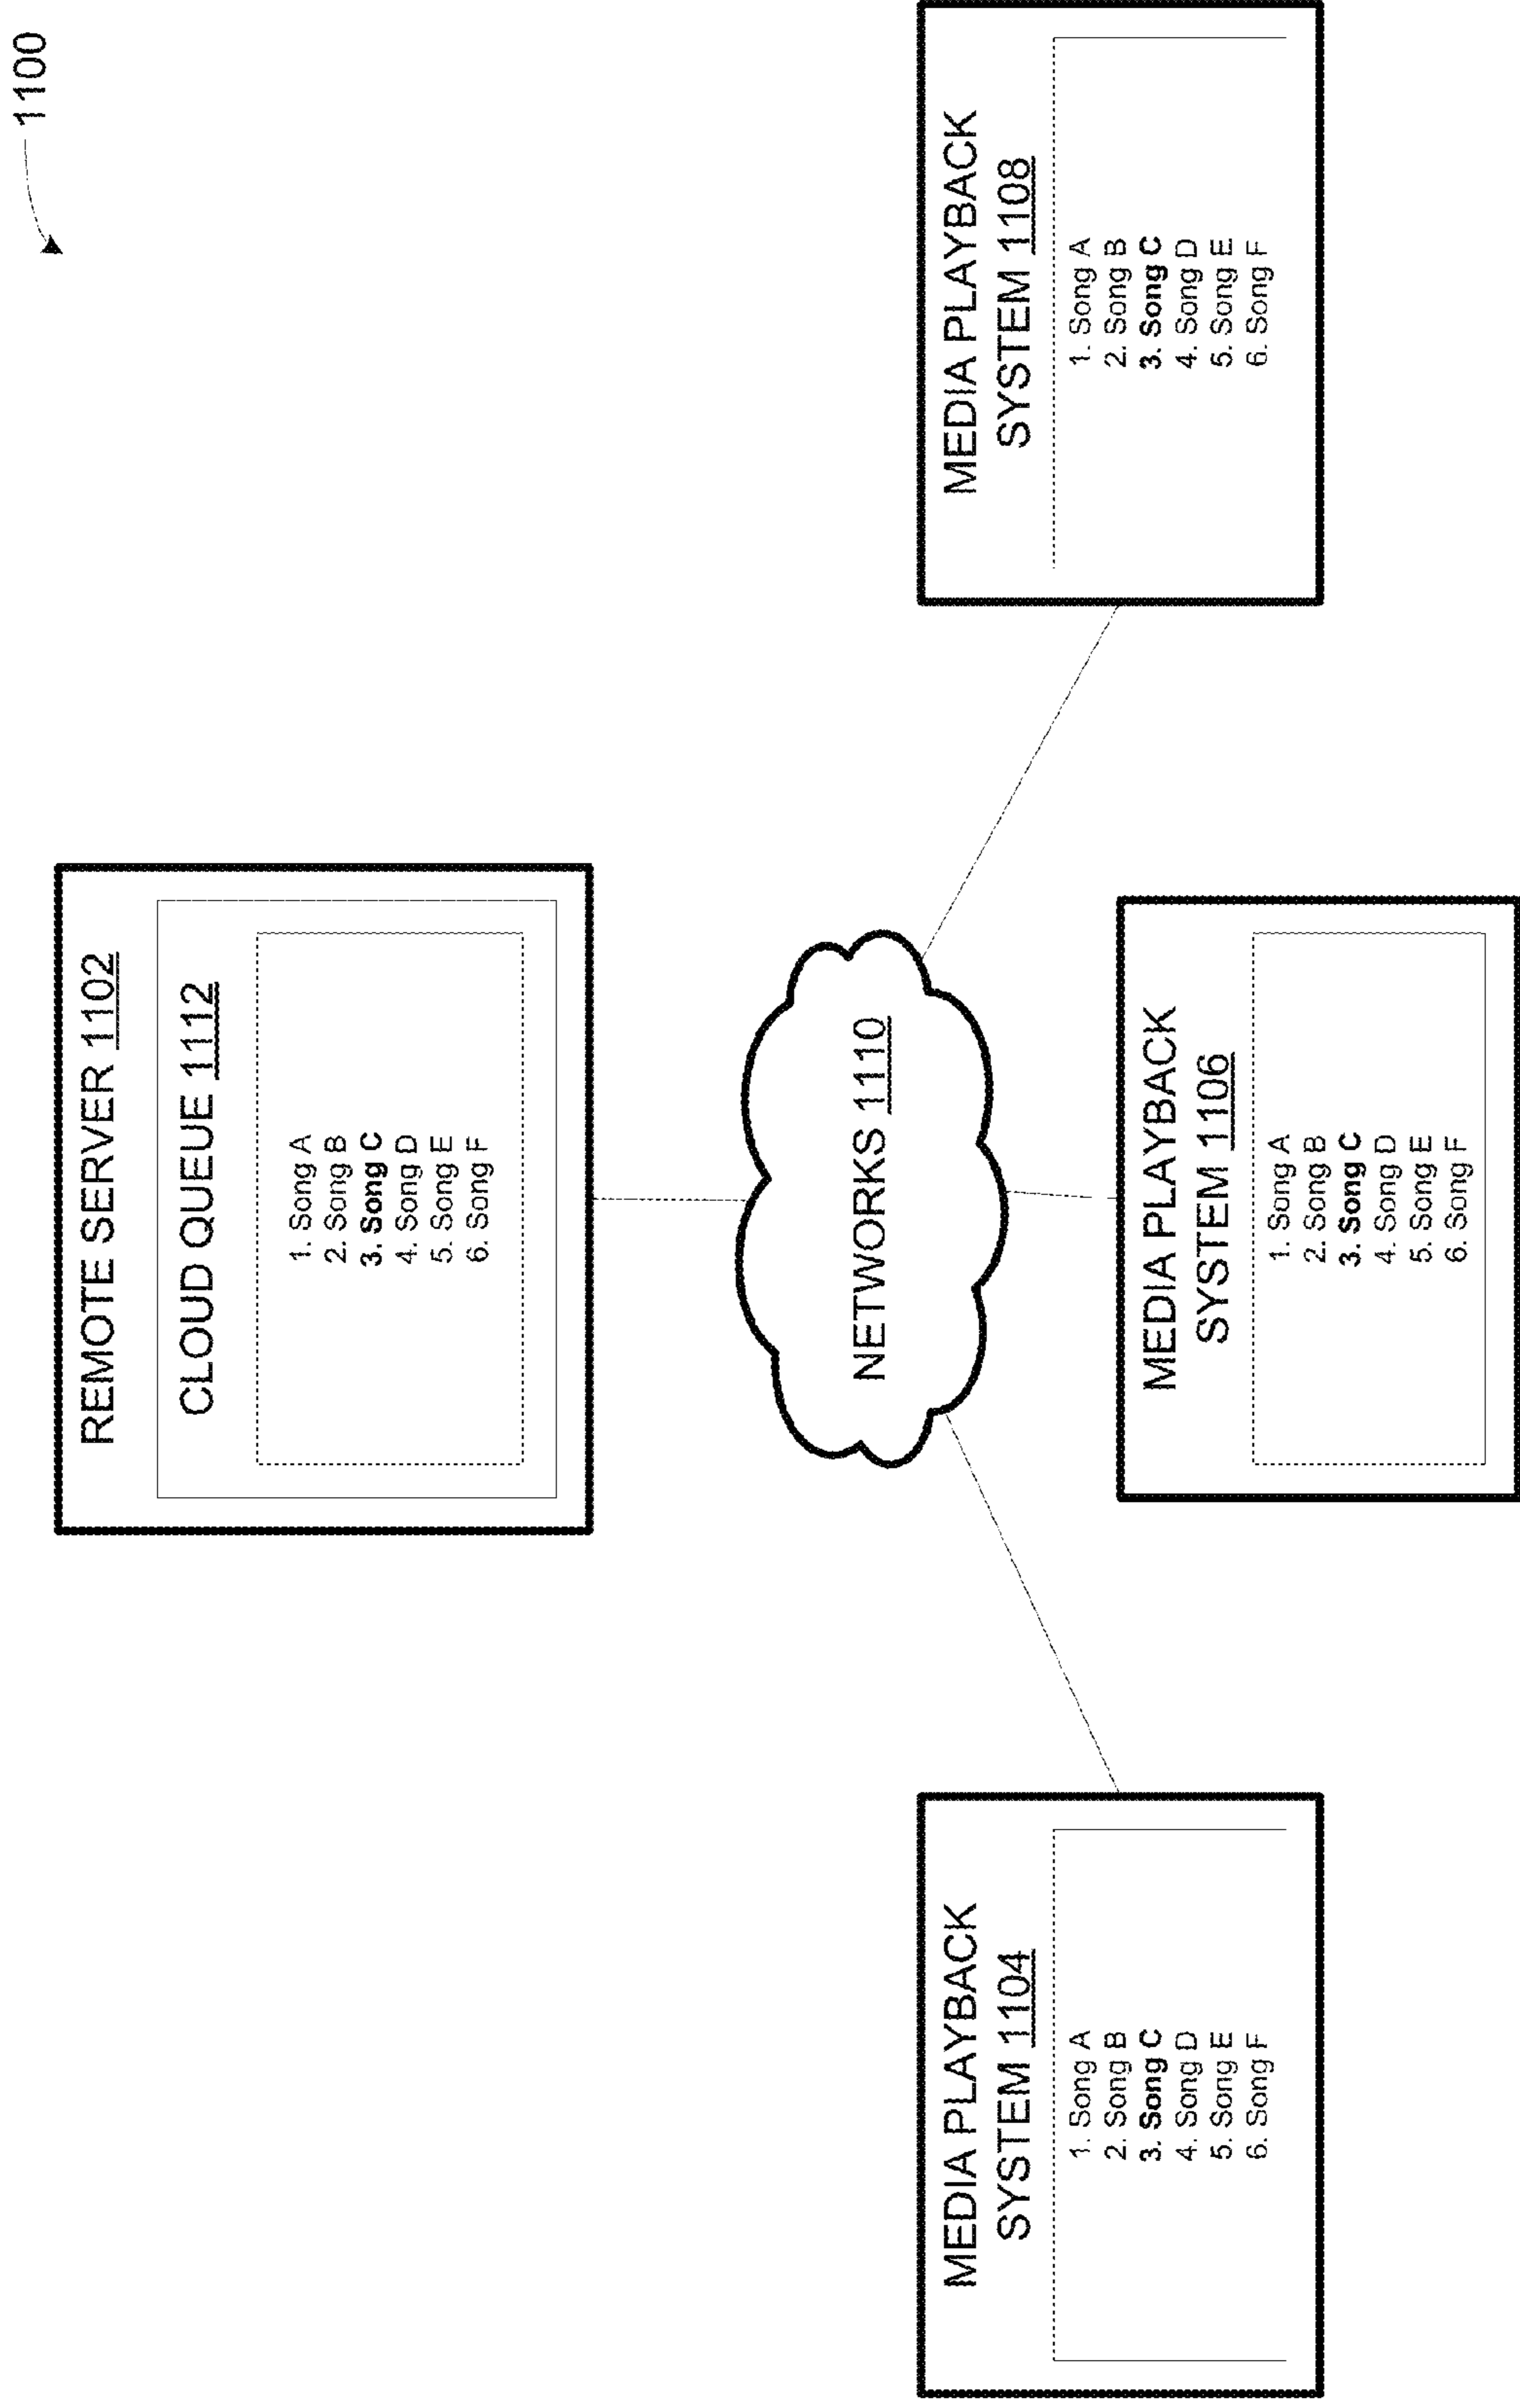 1100
REMOTE SERVER 1102
CLOUD QUEUE 1112
1. Song A
2. Song B
3. Song C
4. Song D
5. Song E
6. Song F
NETWORKS 1110
MEDIA PLAYBACK
SYSTEM 1104
1. Song A
2. Song B
3. Song C
4. Song D
5. Song E
6. Song F
MEDIA PLAYBACK
SYSTEM 1106
1. Song A
2. Song B
3. Song C
4. Song D
5. Song E
6. Song F
MEDIA PLAYBACK
SYSTEM 1108
1. Song A
2. Song B
3. Song C
4. Song D
5. Song E
6. Song F